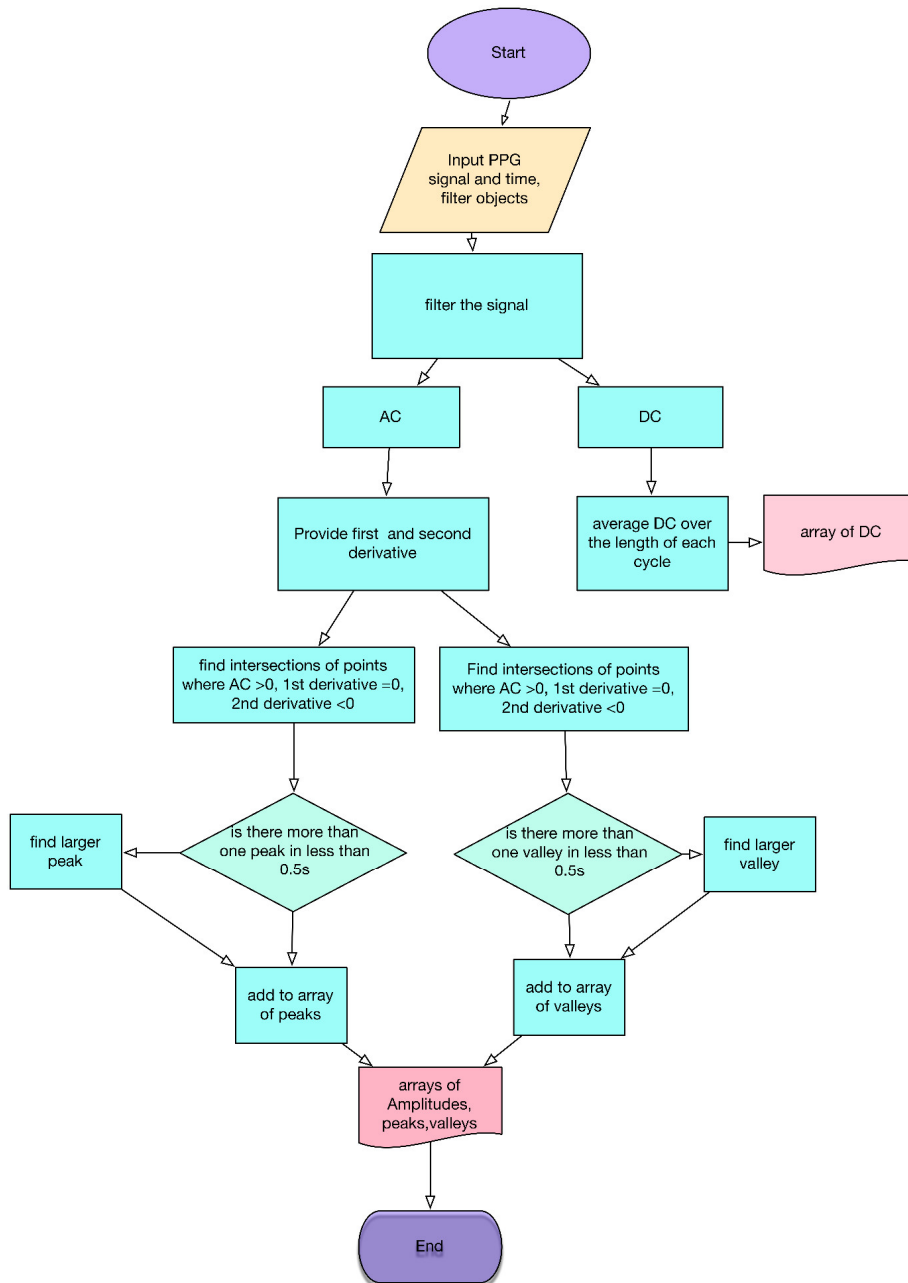 Start
Input PPG
signal and time,
filter objects
filter the signal
AC
DC
Provide first and second
derivative
average DC over
the length of each
cycle
array of DC
find intersections of points
where AC >0, 1st derivative =0,
2nd derivative <0
Find intersections of points
where AC >0, 1st derivative =0,
2nd derivative <0
find larger
peak
is there more than
one peak in less than
0.5s
is there more than
one valley in less than
0.5s
find larger
valley
add to array
of peaks
add to array
of valleys
arrays of
Amplitudes,
peaks,valleys
End